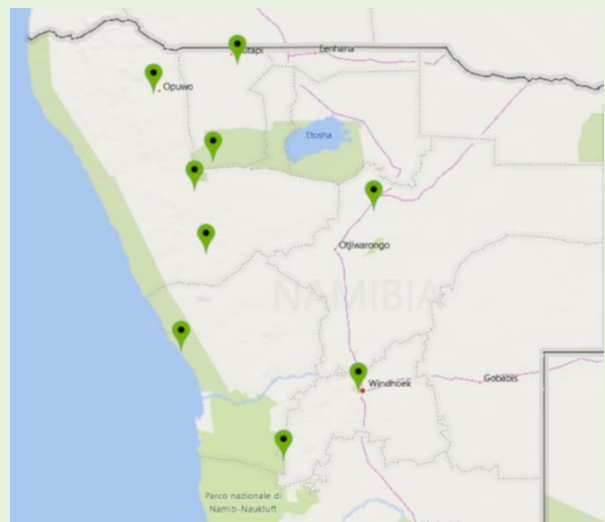 Eenhana
Opuwo
Etosha
Otjiwarongo
NAMIBIA
Windhoek
Gobabis
Parco nazionale di
Namib-Naukluft